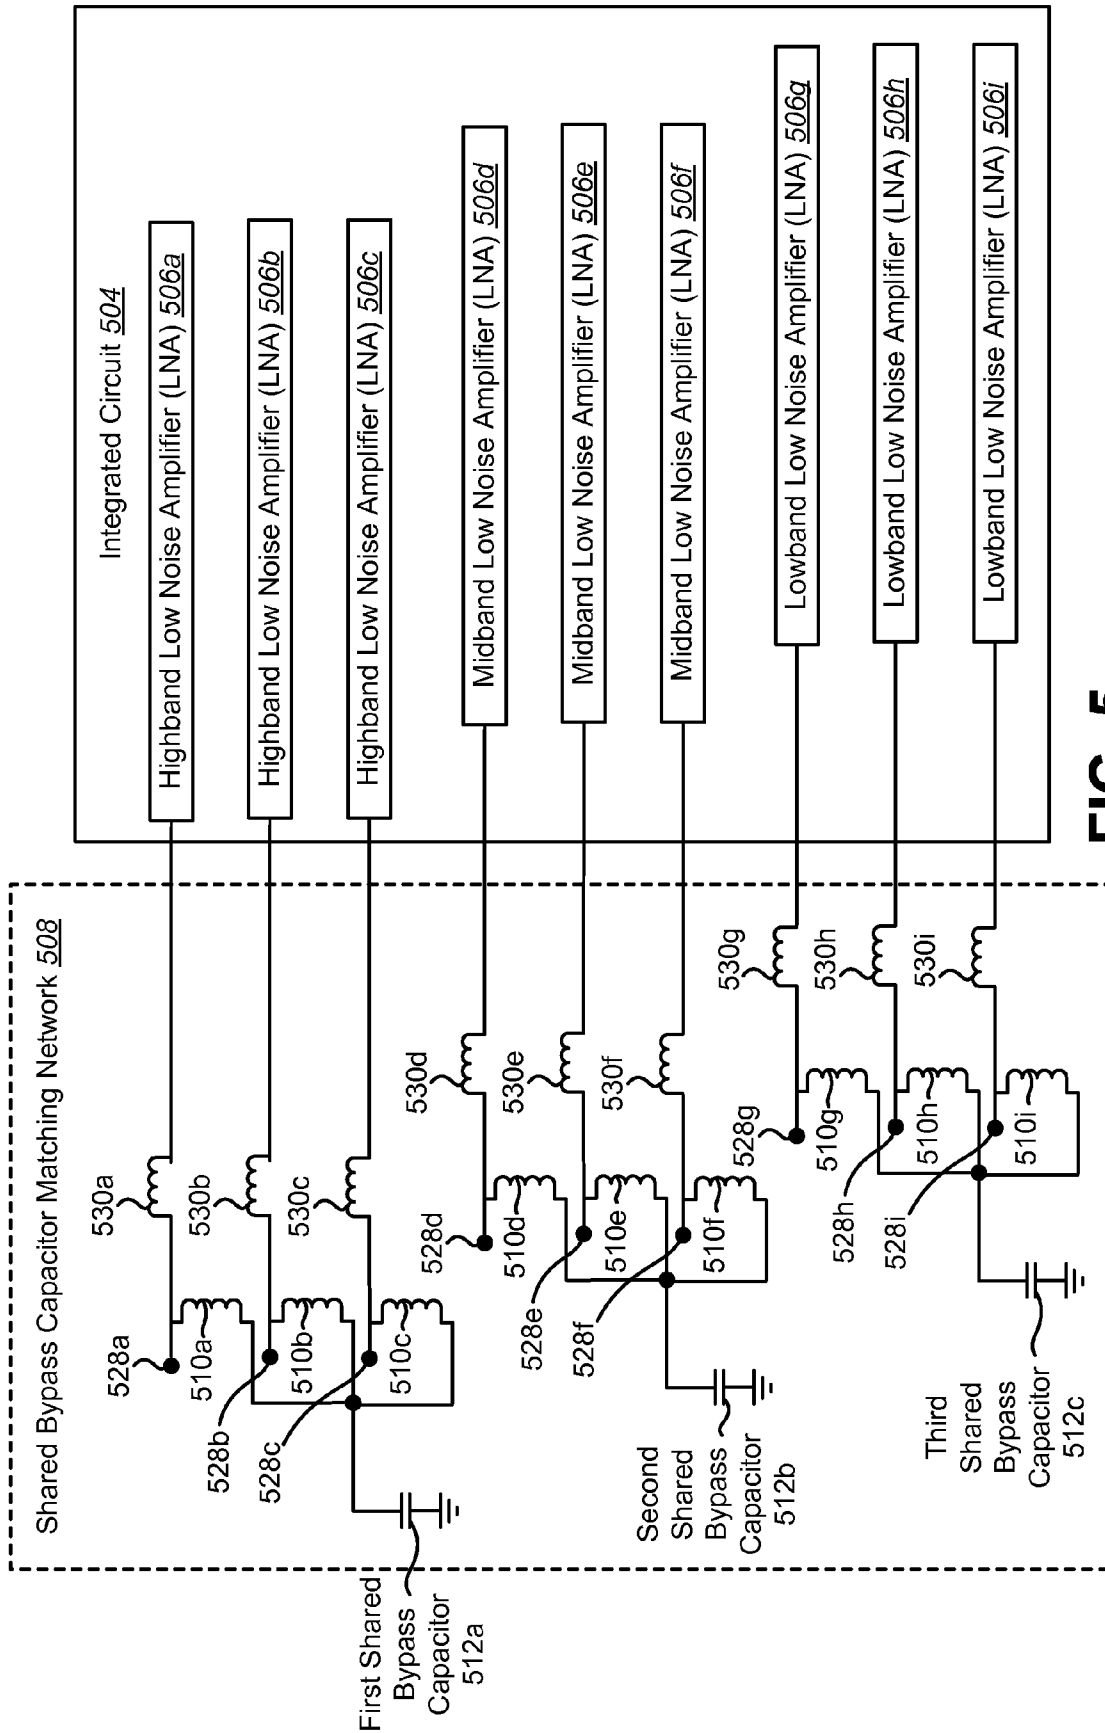 Shared Bypass Capacitor Matching Network 508
Integrated Circuit 504
528a
530a
510a
Highband Low Noise Amplifier (LNA) 506a
528b
530b
510b
Highband Low Noise Amplifier (LNA) 506b
528c
530c
510c
Highband Low Noise Amplifier (LNA) 506c
First Shared
Bypass
Capacitor
512a
528d
530d
510d
Midband Low Noise Amplifier (LNA) 506d
528e
530e
510e
Midband Low Noise Amplifier (LNA) 506e
528f
530f
510f
Midband Low Noise Amplifier (LNA) 506f
Second
Shared
Bypass
Capacitor
512b
528g
530g
510g
Lowband Low Noise Amplifier (LNA) 506g
528h
530h
510h
Lowband Low Noise Amplifier (LNA) 506h
528i
530i
510i
Lowband Low Noise Amplifier (LNA) 506i
Third
Shared
Bypass
Capacitor
512c
FIG. 5